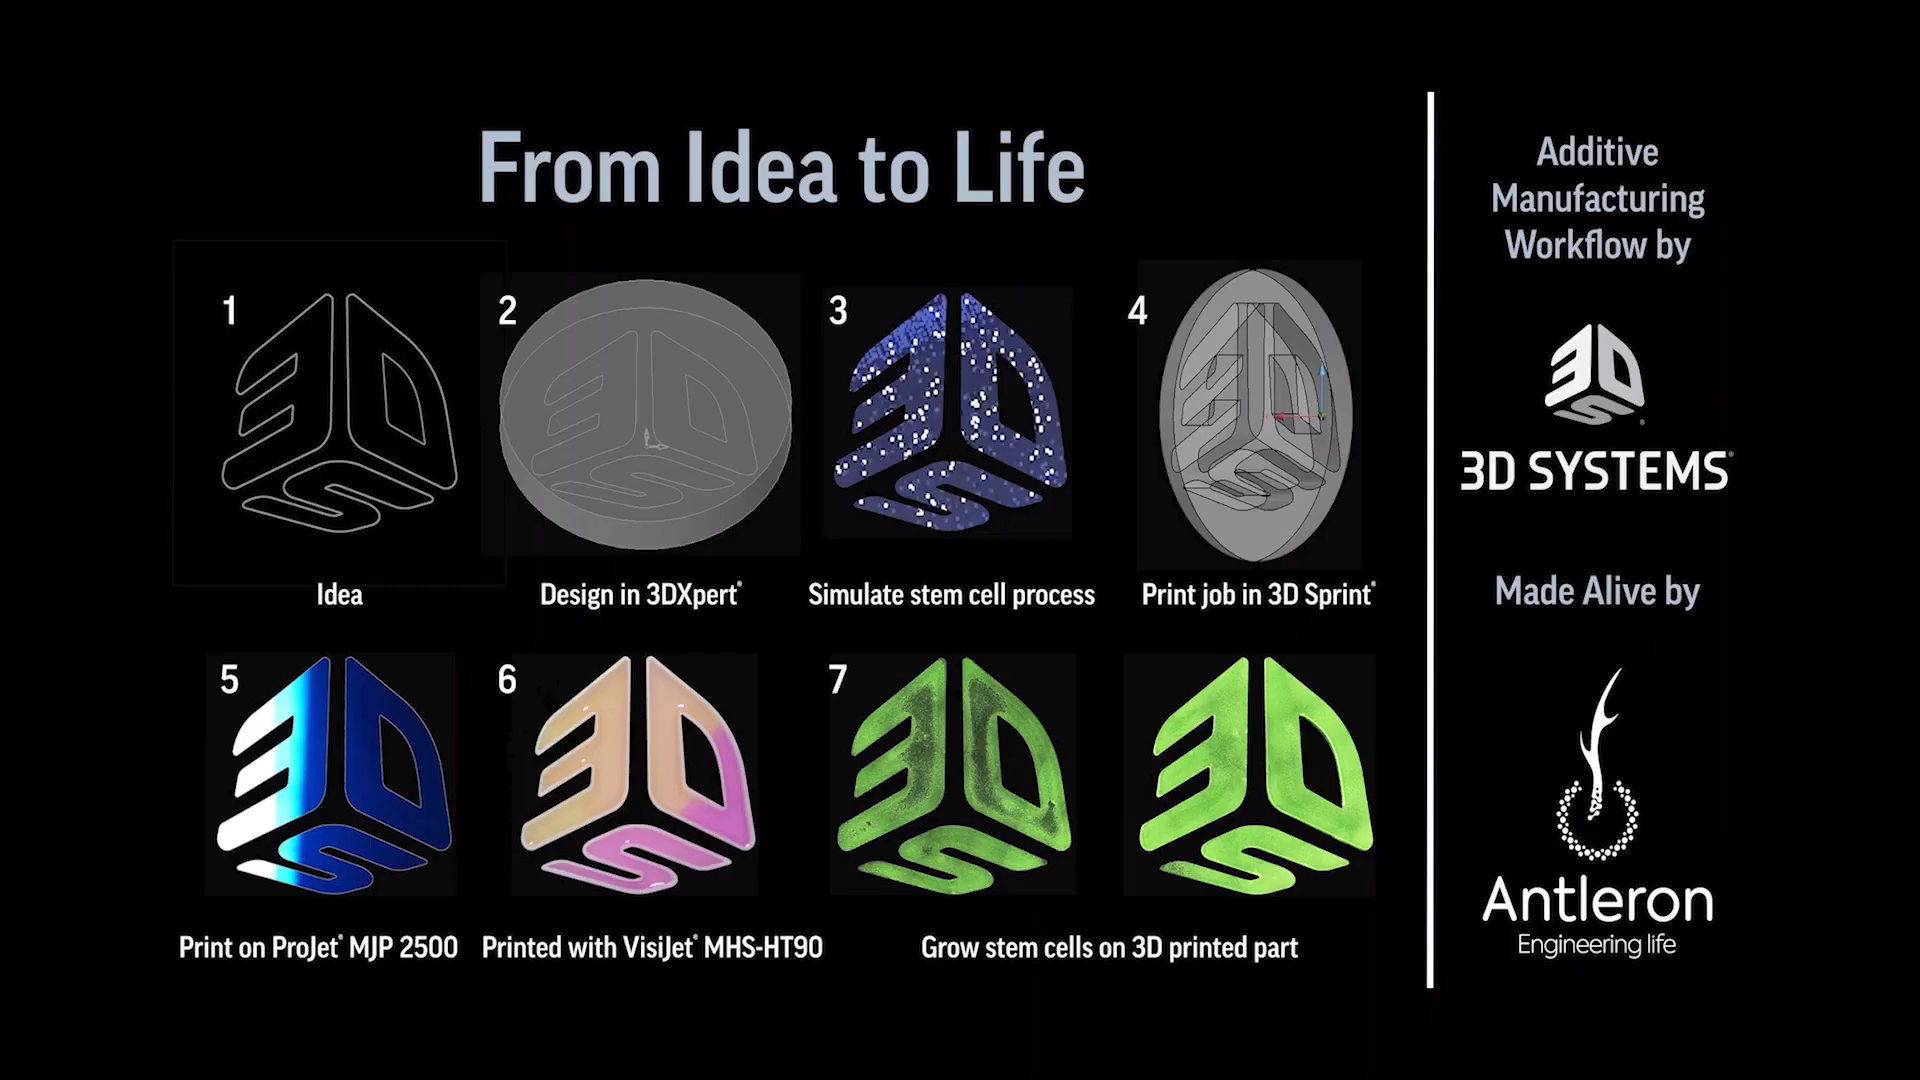 From Idea to Life
1
2
3
4
Idea
Design in 3DXpert®
Simulate stem cell process
Print job in 3D Sprint®
5
6
7
Print on ProJet® MJP 2500
Printed with VisiJet® MHS-HT90
Grow stem cells on 3D printed part
Additive
Manufacturing
Workflow by
3DS
3D SYSTEMS®
Made Alive by
Antleron
Engineering life